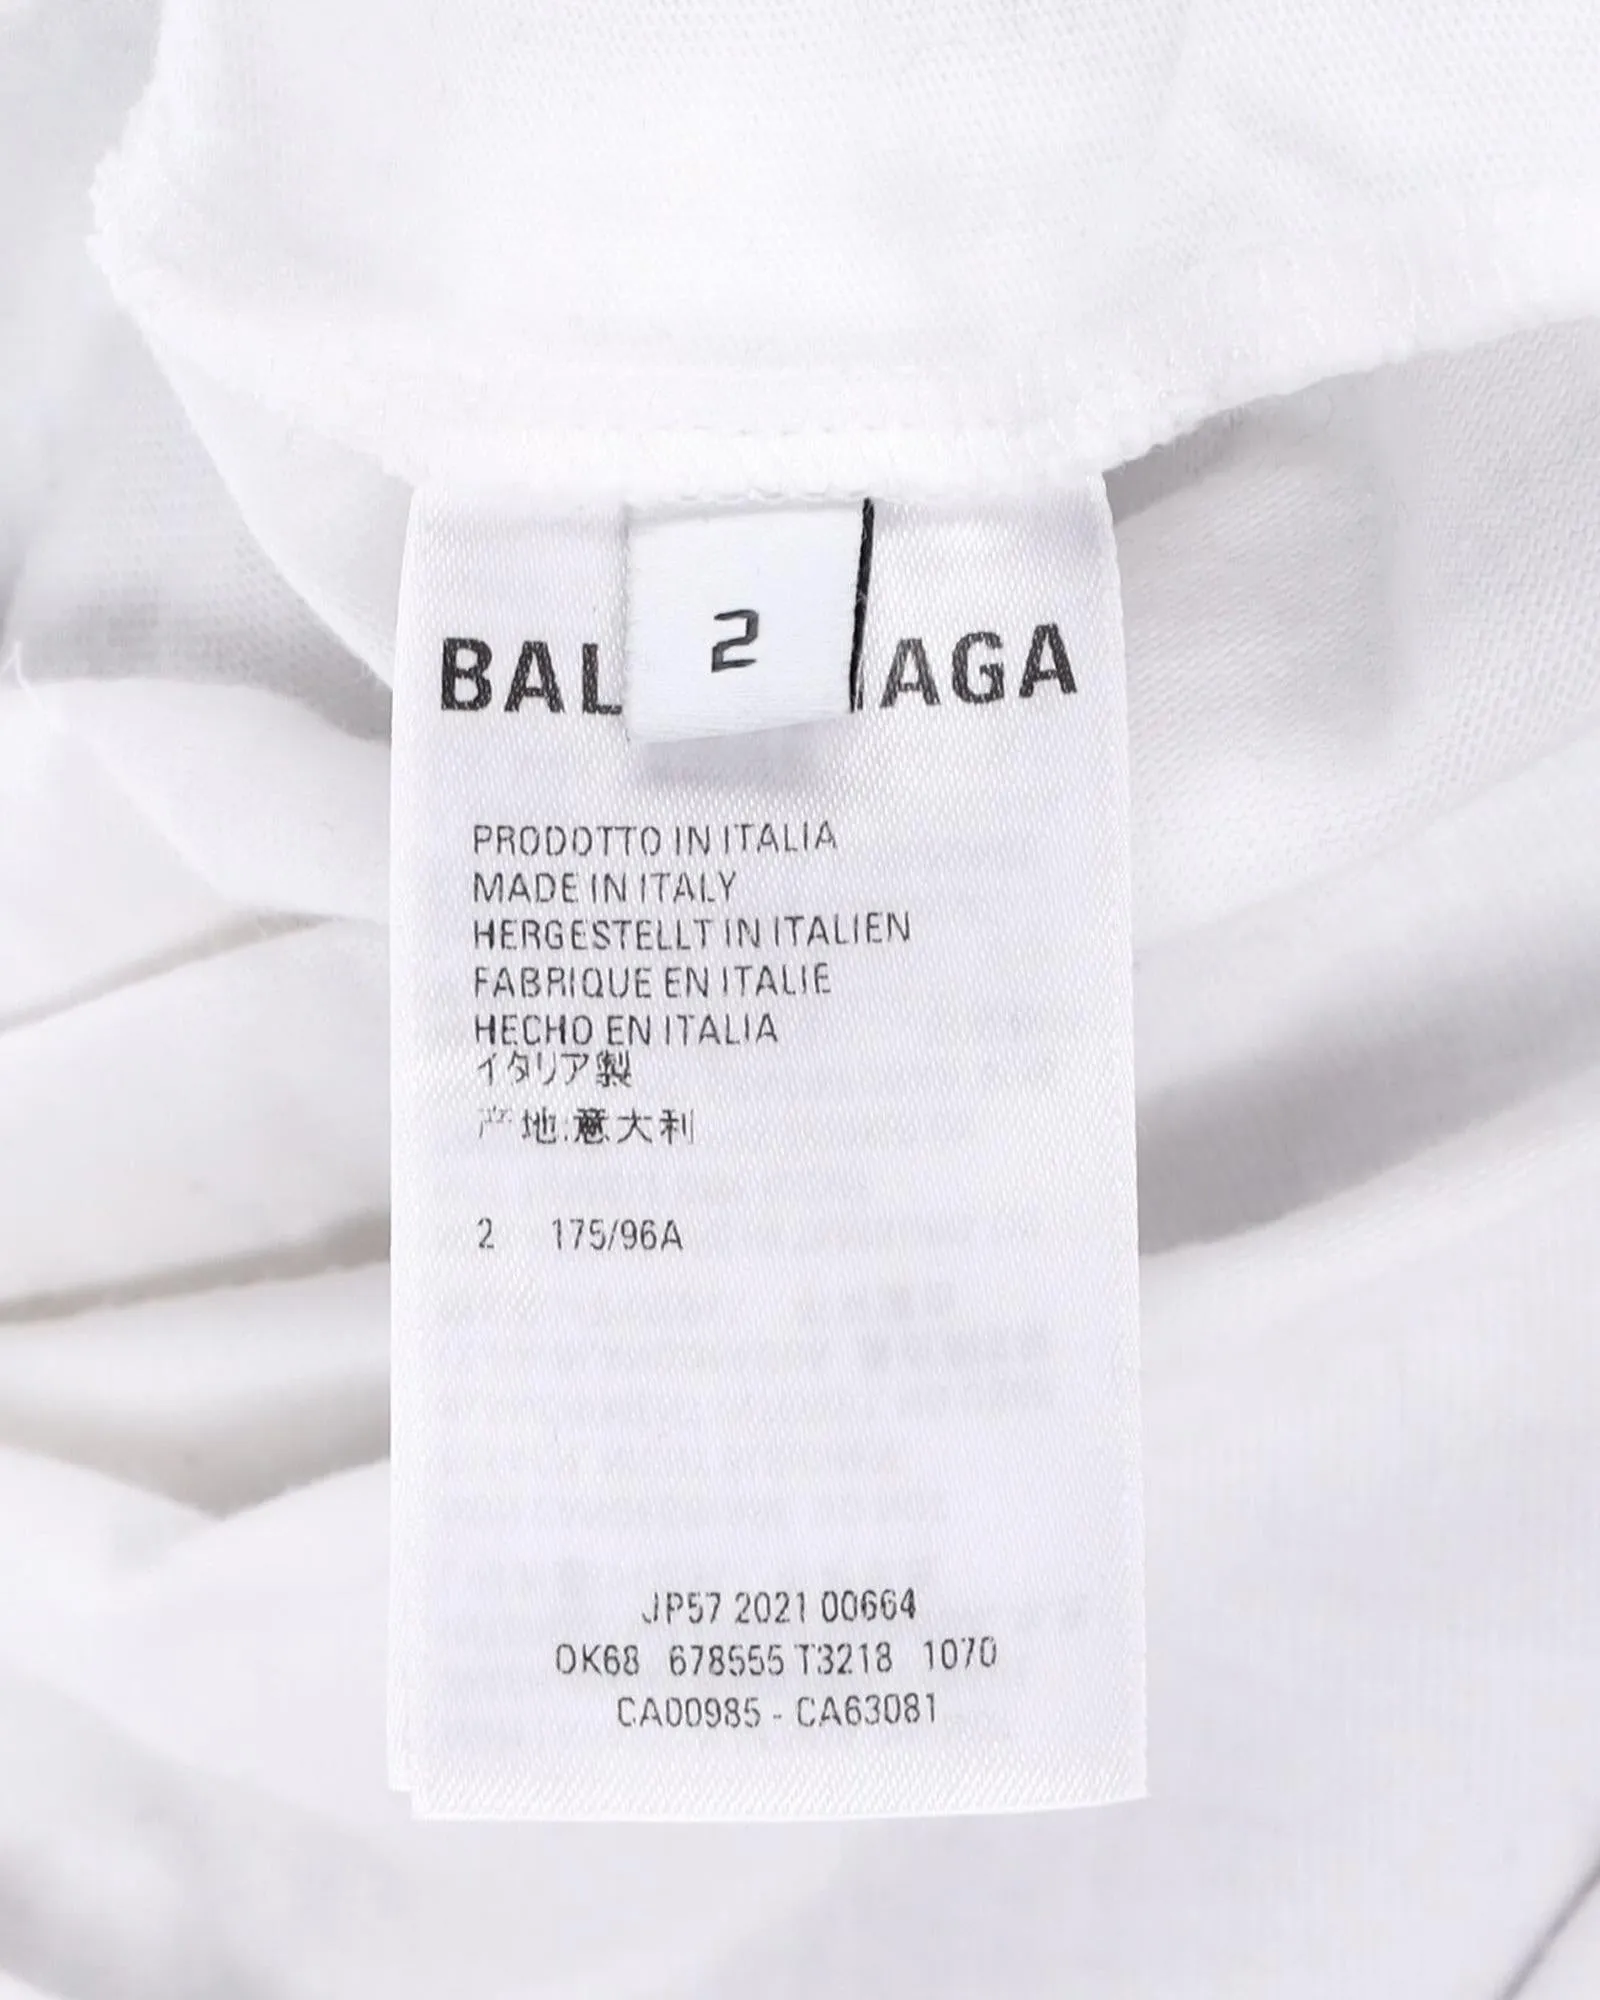 2
BAL AGA
PRODOTTO IN ITALIA
MADE IN ITALY
HERGESTELLT IN ITALIEN
FABRIQUE EN ITALIE
HECHO EN ITALIA
イタリア製
产地:意大利
2 175/96A
JP57 2021 00664
OK68 678555 T3218 1070
CA00985 - CA63081